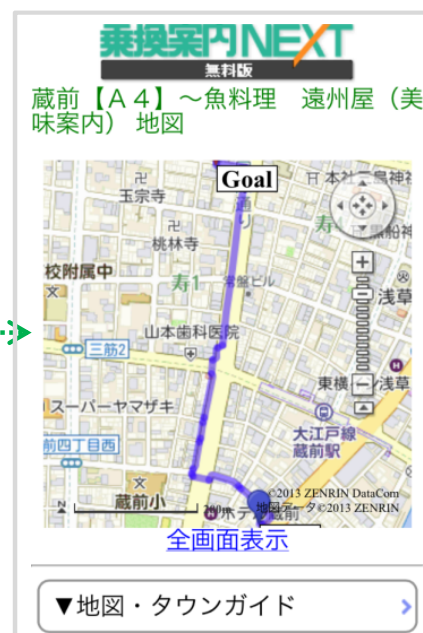 乗換案内NEXT
無料版
蔵前【A4】～魚料理 遠州屋（美
味案内） 地図
Goal
玉宗寺
桃林寺
校附属中
寿1
常盤ビル
浅草
山本歯科医院
三筋2
スーパーヤマザキ
前四丁目西
蔵前小
大江戸線
蔵前駅
©2013 ZENRIN DataCom
地図データ©2013 ZENRIN
全画面表示
▼地図・タウンガイド